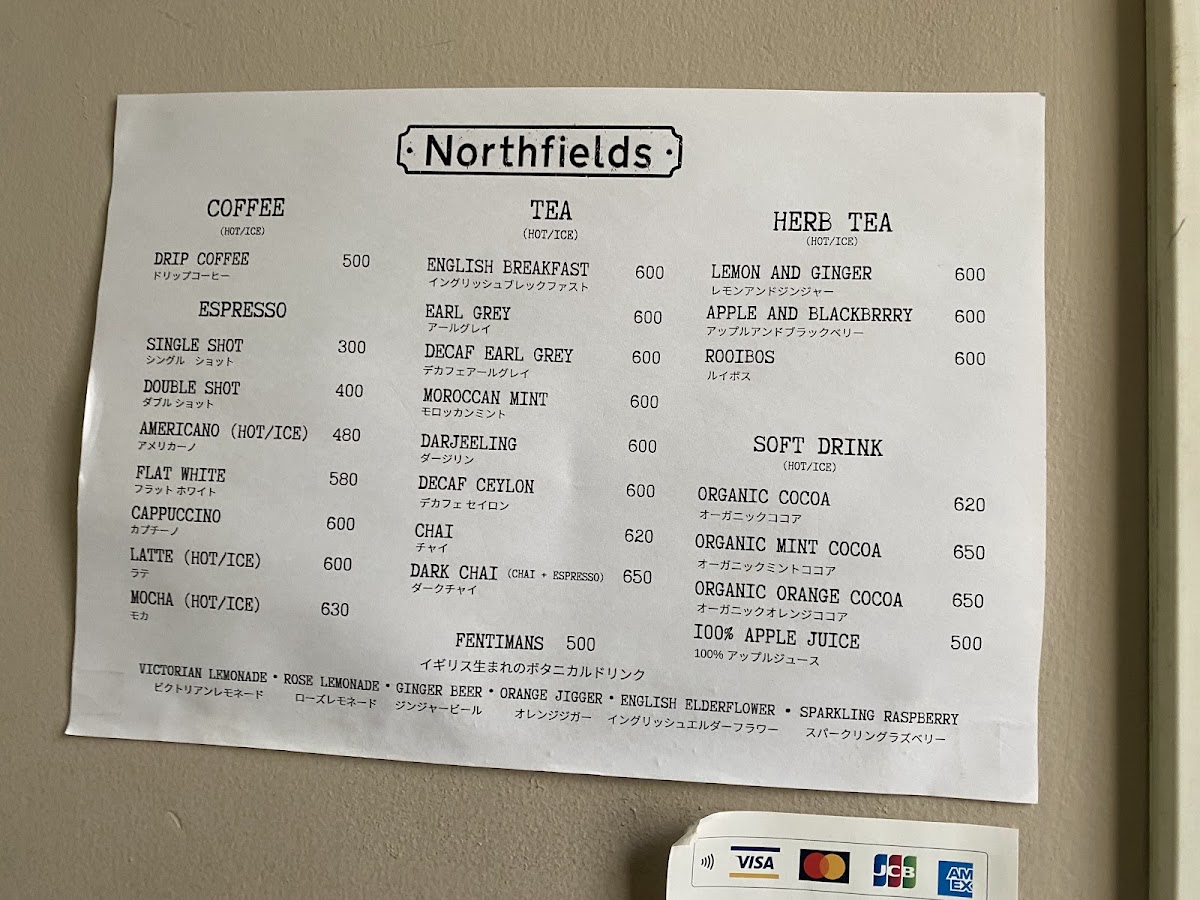 Northfields
COFFEE
(HOT/ICE)
DRIP COFFEE 500
ドリップコーヒー
ESPRESSO
SINGLE SHOT 300
シングル ショット
DOUBLE SHOT 400
ダブル ショット
AMERICANO (HOT/ICE) 480
アメリカーノ
FLAT WHITE 580
フラット ホワイト
CAPPUCCINO 600
カプチーノ
LATTE (HOT/ICE) 600
ラテ
MOCHA (HOT/ICE) 630
モカ
TEA
(HOT/ICE)
ENGLISH BREAKFAST 600
イングリッシュブレックファスト
EARL GREY 600
アールグレイ
DECAF EARL GREY 600
デカフェアールグレイ
MOROCCAN MINT 600
モロッカンミント
DARJEELING 600
ダージリン
DECAF CEYLON 600
デカフェ セイロン
CHAI 620
チャイ
DARK CHAI (CHAI + ESPRESSO) 650
ダークチャイ
HERB TEA
(HOT/ICE)
LEMON AND GINGER 600
レモンアンドジンジャー
APPLE AND BLACKBRRRY 600
アップルアンドブラックベリー
ROOIBOS 600
ルイボス
SOFT DRINK
(HOT/ICE)
ORGANIC COCOA 620
オーガニックココア
ORGANIC MINT COCOA 650
オーガニックミントココア
ORGANIC ORANGE COCOA 650
オーガニックオレンジココア
I00% APPLE JUICE 500
100% アップルジュース
FENTIMANS 500
イギリス生まれのボタニカルドリンク
VICTORIAN LEMONADE・ROSE LEMONADE・GINGER BEER・ORANGE JIGGER・ENGLISH ELDERFLOWER・SPARKLING RASPBERRY
ビクトリアンレモネード ローズレモネード ジンジャービール オレンジジガー イングリッシュエルダーフラワー スパークリングラズベリー
VISA JCB AM
EX